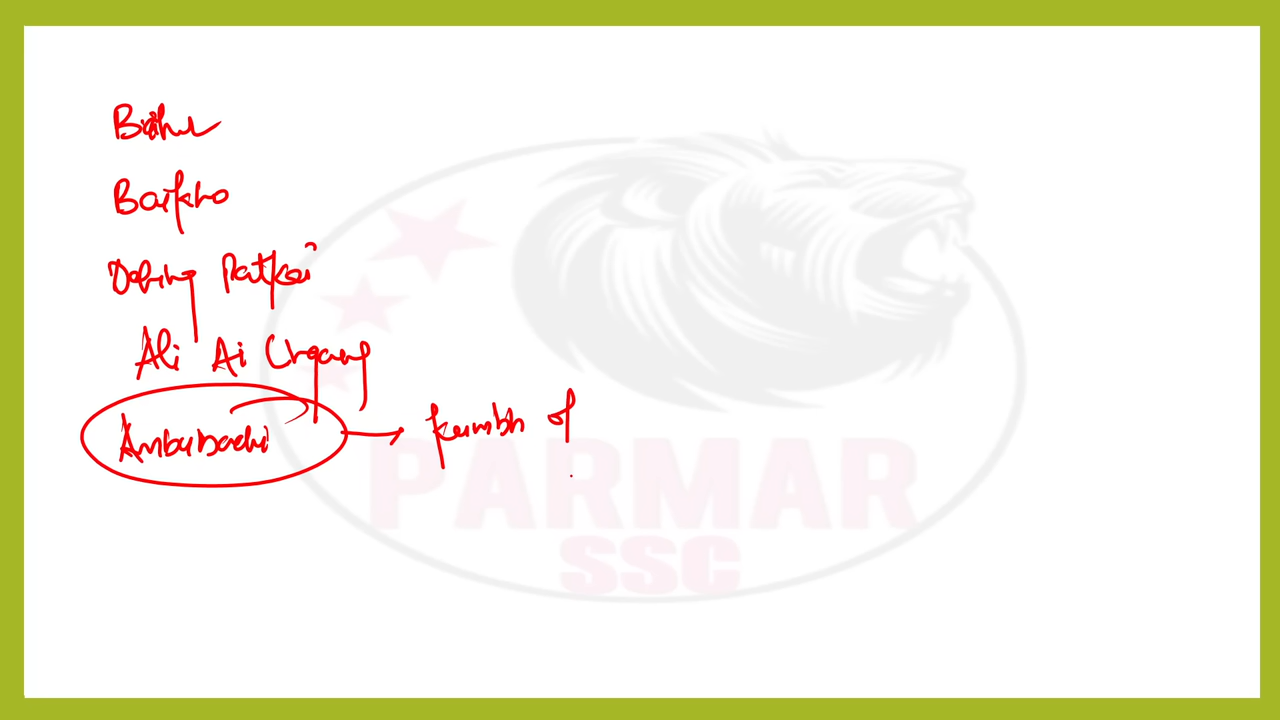 Bihu
Baikho
Dehing Patkai
Ali Ai Ligang
Ambubachi → Kumbh of
PARMAR
SSC